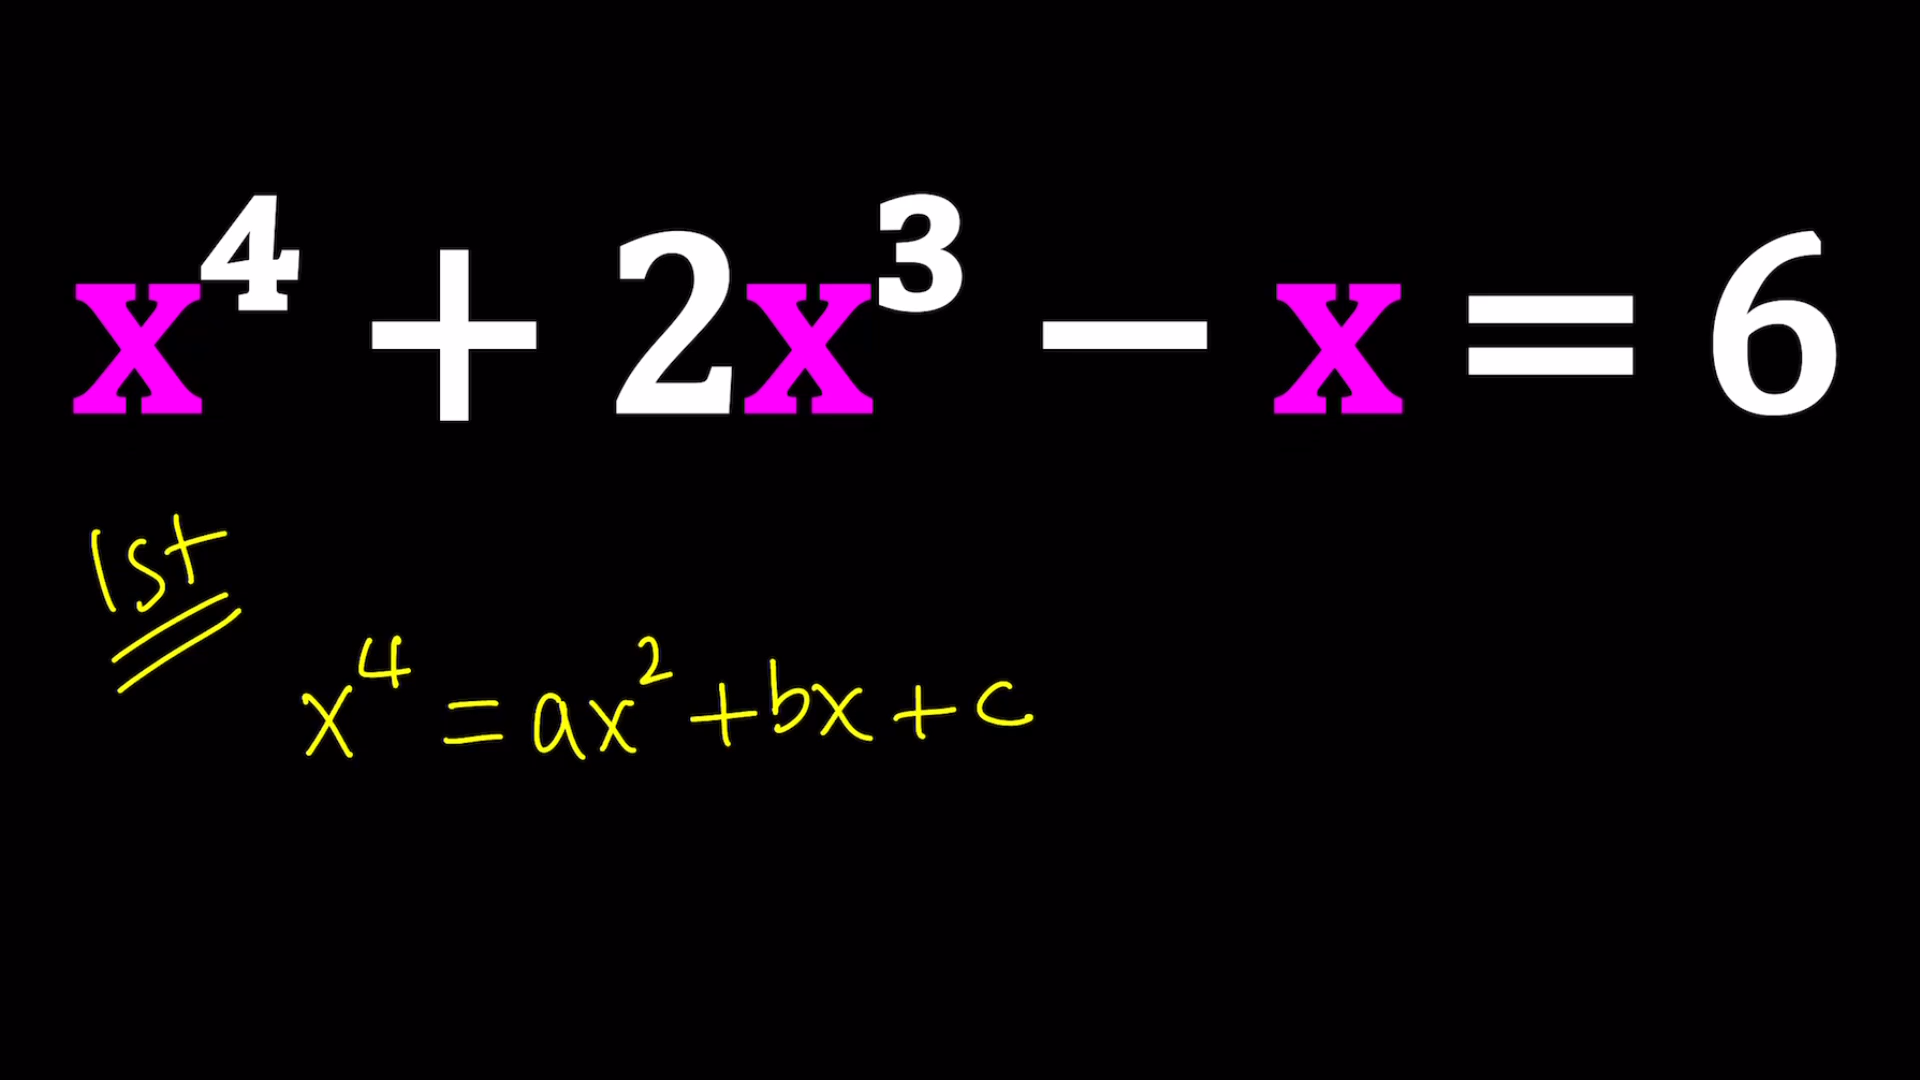 x⁴ + 2x³ − x = 6
1st
x⁴ = ax² + bx + c